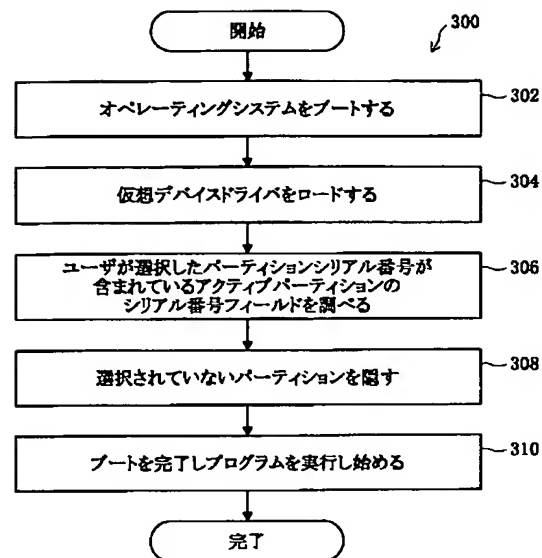 開始
300
オペレーティングシステムをブートする
302
仮想デバイスドライバをロードする
304
ユーザが選択したパーティションシリアル番号が
含まれているアクティブパーティションの
シリアル番号フィールドを調べる
306
選択されていないパーティションを隠す
308
ブートを完了しプログラムを実行し始める
310
完了